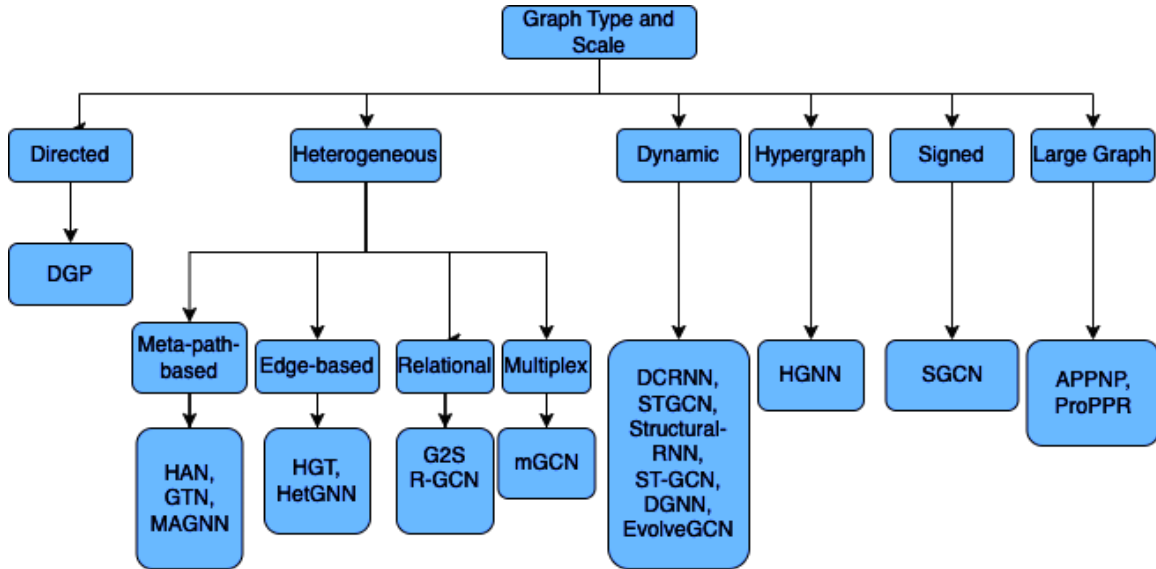 Graph Type and
Scale
Directed
Heterogeneous
Dynamic
Hypergraph
Signed
Large Graph
DGP
Meta-path-
based
Edge-based
Relational
Multiplex
HAN,
GTN,
MAGNN
HGT,
HetGNN
G2S
R-GCN
mGCN
DCRNN,
STGCN,
Structural-
RNN,
ST-GCN,
DGNN,
EvolveGCN
HGNN
SGCN
APPNP,
ProPPR